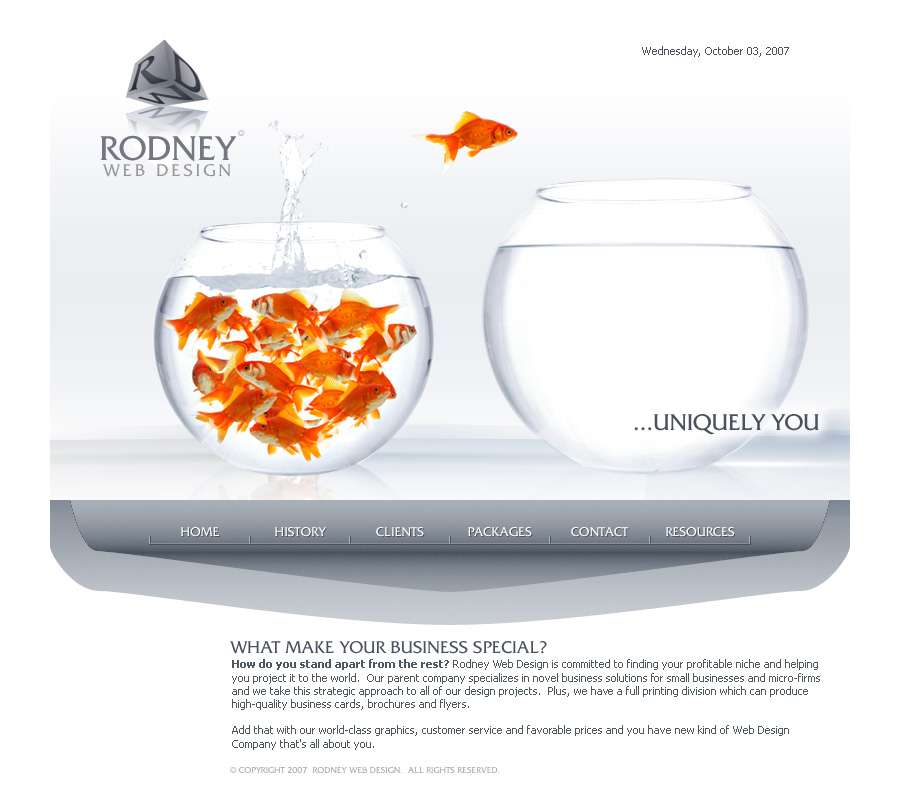 Wednesday, October 03, 2007
RWD
RODNEY©
WEB DESIGN
...UNIQUELY YOU
HOME HISTORY CLIENTS PACKAGES CONTACT RESOURCES
WHAT MAKE YOUR BUSINESS SPECIAL?
How do you stand apart from the rest? Rodney Web Design is committed to finding your profitable niche and helping
you project it to the world. Our parent company specializes in novel business solutions for small businesses and micro-firms
and we take this strategic approach to all of our design projects. Plus, we have a full printing division which can produce
high-quality business cards, brochures and flyers.
Add that with our world-class graphics, customer service and favorable prices and you have new kind of Web Design
Company that's all about you.
© COPYRIGHT 2007 RODNEY WEB DESIGN. ALL RIGHTS RESERVED.